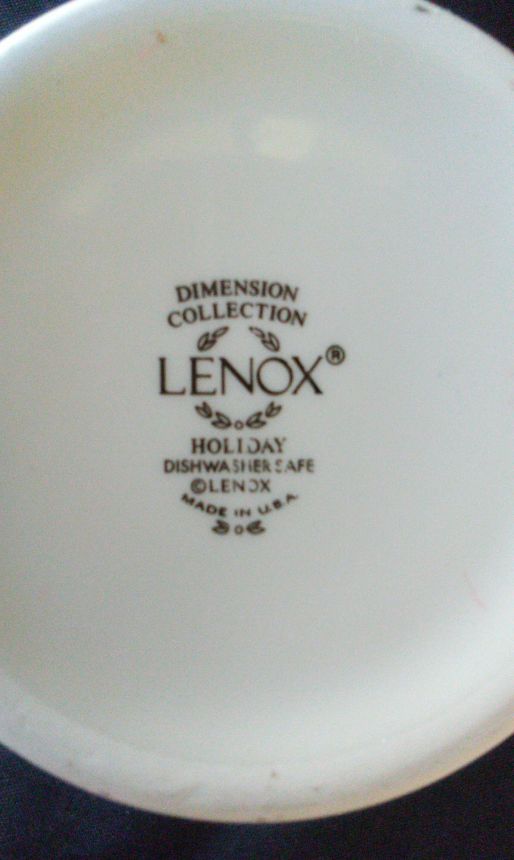 DIMENSION
COLLECTION
LENOX®
HOLIDAY
DISHWASHER SAFE
©LENOX
MADE IN U.S.A.